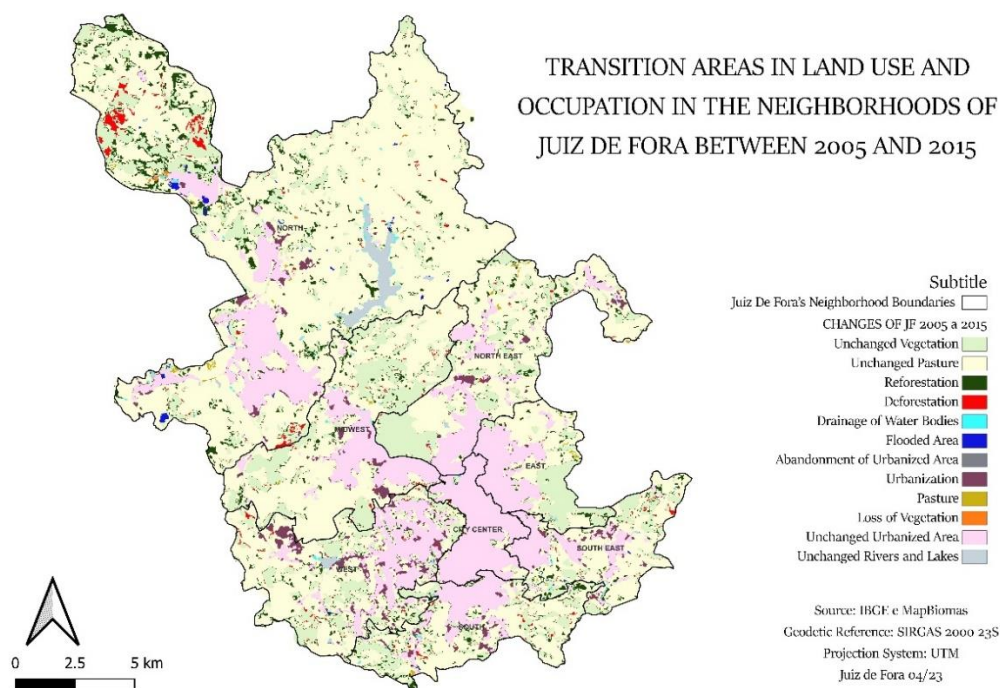 TRANSITION AREAS IN LAND USE AND
OCCUPATION IN THE NEIGHBORHOODS OF
JUIZ DE FORA BETWEEN 2005 AND 2015
NORTH
NORTH EAST
MIDWEST
EAST
CITY CENTER
SOUTH EAST
WEST
SOUTH
Subtitle
Juiz De Fora's Neighborhood Boundaries
CHANGES OF JF 2005 a 2015
Unchanged Vegetation
Unchanged Pasture
Reforestation
Deforestation
Drainage of Water Bodies
Flooded Area
Abandonment of Urbanized Area
Urbanization
Pasture
Loss of Vegetation
Unchanged Urbanized Area
Unchanged Rivers and Lakes
Source: IBGE e MapBiomas
Geodetic Reference: SIRGAS 2000 23S
Projection System: UTM
Juiz de Fora 04/23
0 2.5 5 km